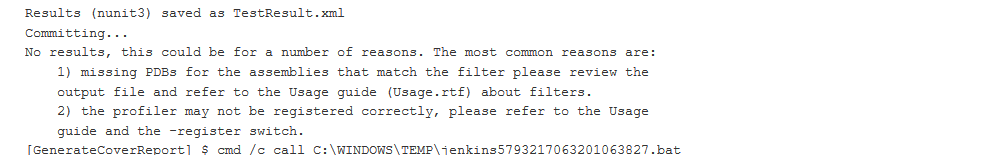 Results (nunit3) saved as TestResult.xml
Committing...
No results, this could be for a number of reasons. The most common reasons are:
1) missing PDBs for the assemblies that match the filter please review the
output file and refer to the Usage guide (Usage.rtf) about filters.
2) the profiler may not be registered correctly, please refer to the Usage
guide and the -register switch.
[GenerateCoverReport] $ cmd /c call C:\WINDOWS\TEMP\jenkins5793217063201063827.bat